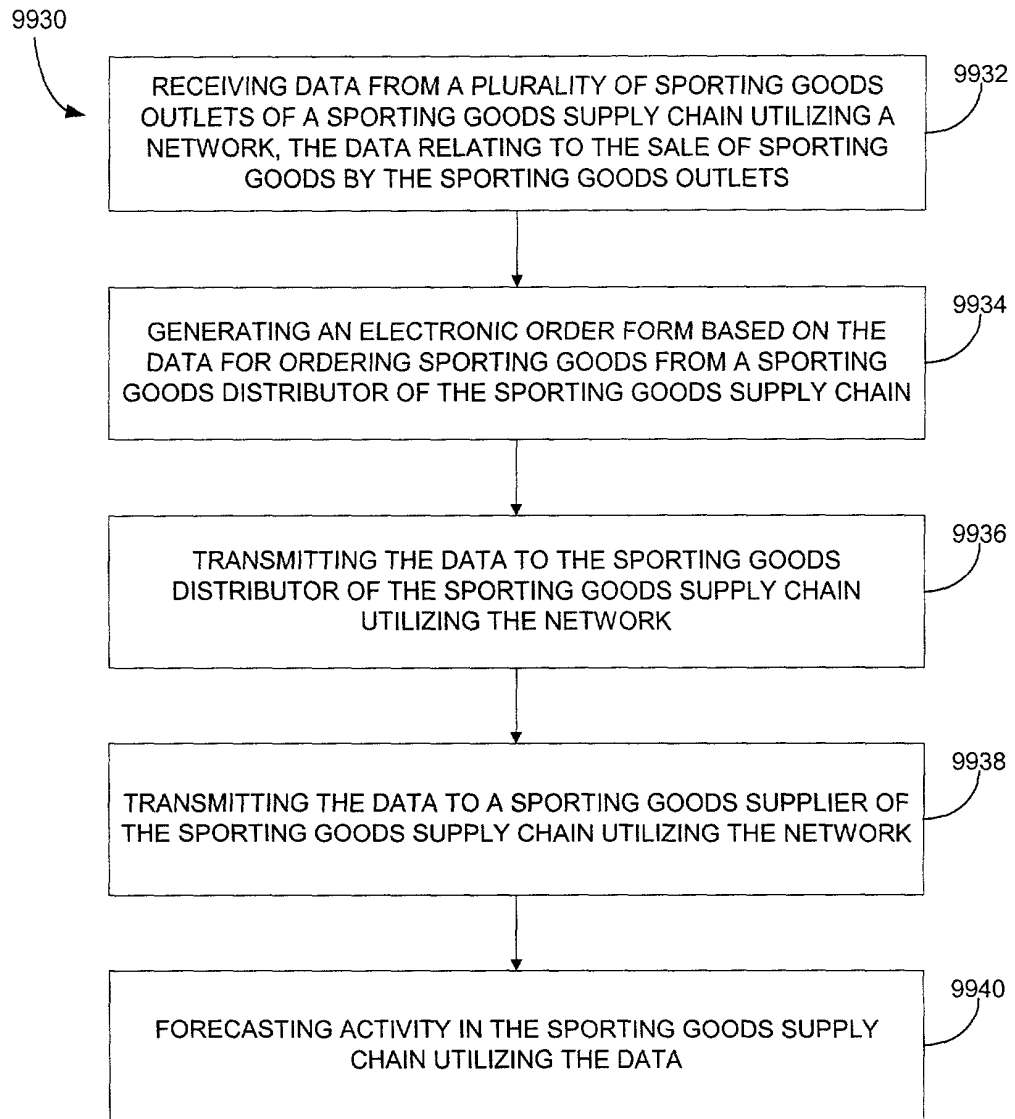 9930
RECEIVING DATA FROM A PLURALITY OF SPORTING GOODS
OUTLETS OF A SPORTING GOODS SUPPLY CHAIN UTILIZING A
NETWORK, THE DATA RELATING TO THE SALE OF SPORTING
GOODS BY THE SPORTING GOODS OUTLETS
9932
GENERATING AN ELECTRONIC ORDER FORM BASED ON THE
DATA FOR ORDERING SPORTING GOODS FROM A SPORTING
GOODS DISTRIBUTOR OF THE SPORTING GOODS SUPPLY CHAIN
9934
TRANSMITTING THE DATA TO THE SPORTING GOODS
DISTRIBUTOR OF THE SPORTING GOODS SUPPLY CHAIN
UTILIZING THE NETWORK
9936
TRANSMITTING THE DATA TO A SPORTING GOODS SUPPLIER OF
THE SPORTING GOODS SUPPLY CHAIN UTILIZING THE NETWORK
9938
FORECASTING ACTIVITY IN THE SPORTING GOODS SUPPLY
CHAIN UTILIZING THE DATA
9940